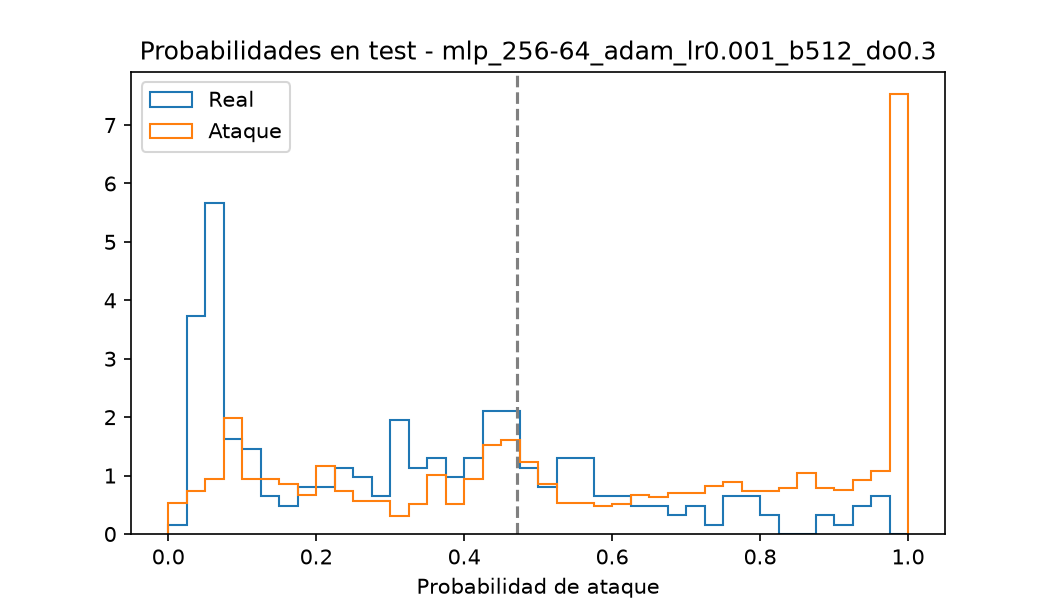 Probabilidades en test - mlp_256-64_adam_lr0.001_b512_do0.3
Real
Ataque
7
6
5
4
3
2
1
0
0.0 0.2 0.4 0.6 0.8 1.0
Probabilidad de ataque